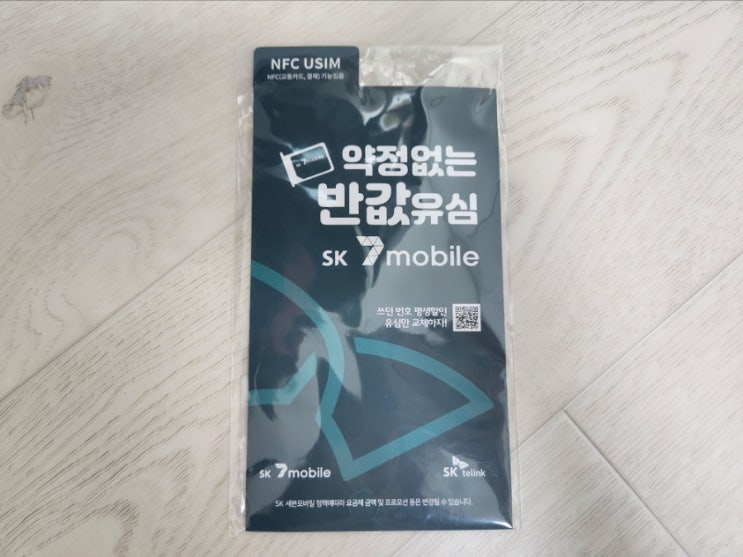 NFC USIM
NFC(교통카드, 결제) 기능있음
SK 7mobile
약정없는
반값유심
SK 7mobile
쓰던 번호 평생할인
유심만 교체하자!
SK 7mobile
SK telink
SK 세븐모바일 정책에따라 요금제 금액 및 프로모션 등은 변경될 수 있습니다.